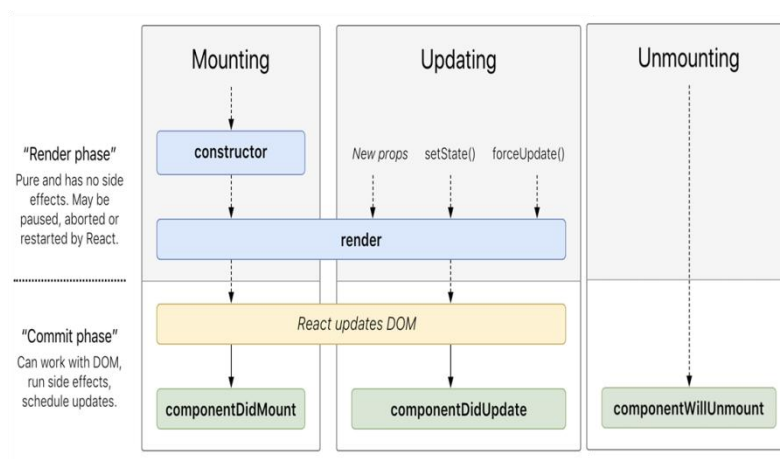 Mounting
Updating
Unmounting
“Render phase”
Pure and has no side
effects. May be
paused, aborted or
restarted by React.
constructor
New props
setState()
forceUpdate()
render
“Commit phase”
Can work with DOM,
run side effects,
schedule updates.
React updates DOM
componentDidMount
componentDidUpdate
componentWillUnmount